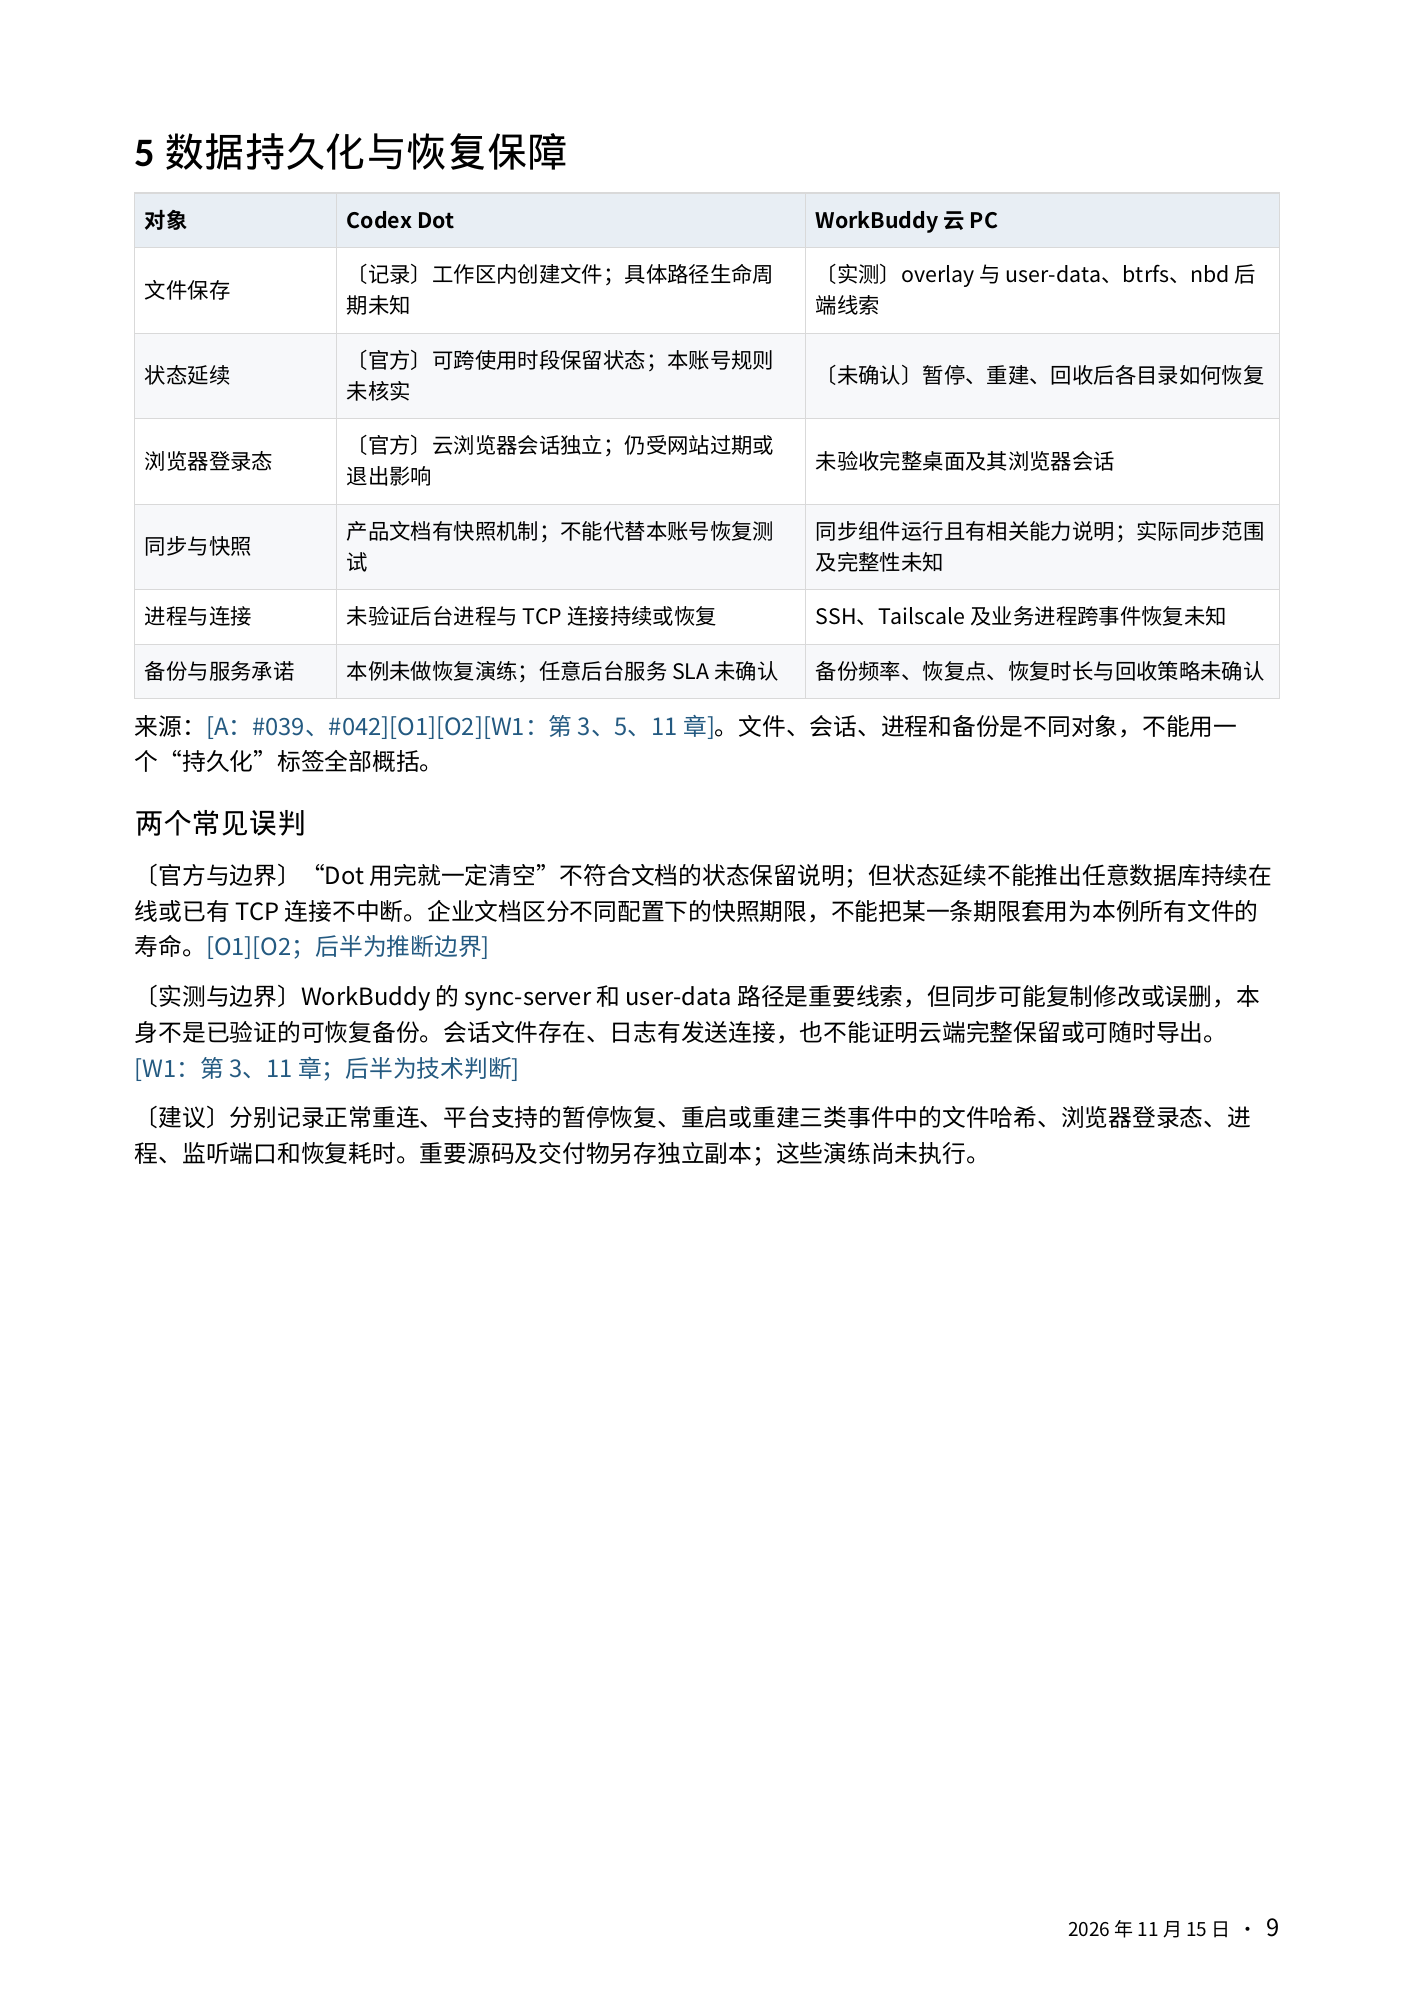 5 数据持久化与恢复保障
对象
Codex Dot
WorkBuddy 云 PC
文件保存
〔记录〕工作区内创建文件；具体路径生命周
期未知
〔实测〕overlay 与 user-data、btrfs、nbd 后
端线索
状态延续
〔官方〕可跨使用时段保留状态；本账号规则
未核实
〔未确认〕暂停、重建、回收后各目录如何恢复
浏览器登录态
〔官方〕云浏览器会话独立；仍受网站过期或
退出影响
未验收完整桌面及其浏览器会话
同步与快照
产品文档有快照机制；不能代替本账号恢复测
试
同步组件运行且有相关能力说明；实际同步范围
及完整性未知
进程与连接
未验证后台进程与 TCP 连接持续或恢复
SSH、Tailscale 及业务进程跨事件恢复未知
备份与服务承诺
本例未做恢复演练；任意后台服务 SLA 未确认
备份频率、恢复点、恢复时长与回收策略未确认
来源：[A：#039、#042][O1][O2][W1：第 3、5、11 章]。文件、会话、进程和备份是不同对象，不能用一
个“持久化”标签全部概括。
两个常见误判
〔官方与边界〕“Dot 用完就一定清空”不符合文档的状态保留说明；但状态延续不能推出任意数据库持续在
线或已有 TCP 连接不中断。企业文档区分不同配置下的快照期限，不能把某一条期限套用为本例所有文件的
寿命。[O1][O2；后半为推断边界]
〔实测与边界〕WorkBuddy 的 sync-server 和 user-data 路径是重要线索，但同步可能复制修改或误删，本
身不是已验证的可恢复备份。会话文件存在、日志有发送连接，也不能证明云端完整保留或可随时导出。
[W1：第 3、11 章；后半为技术判断]
〔建议〕分别记录正常重连、平台支持的暂停恢复、重启或重建三类事件中的文件哈希、浏览器登录态、进
程、监听端口和恢复耗时。重要源码及交付物另存独立副本；这些演练尚未执行。
2026 年 11 月 15 日 · 9